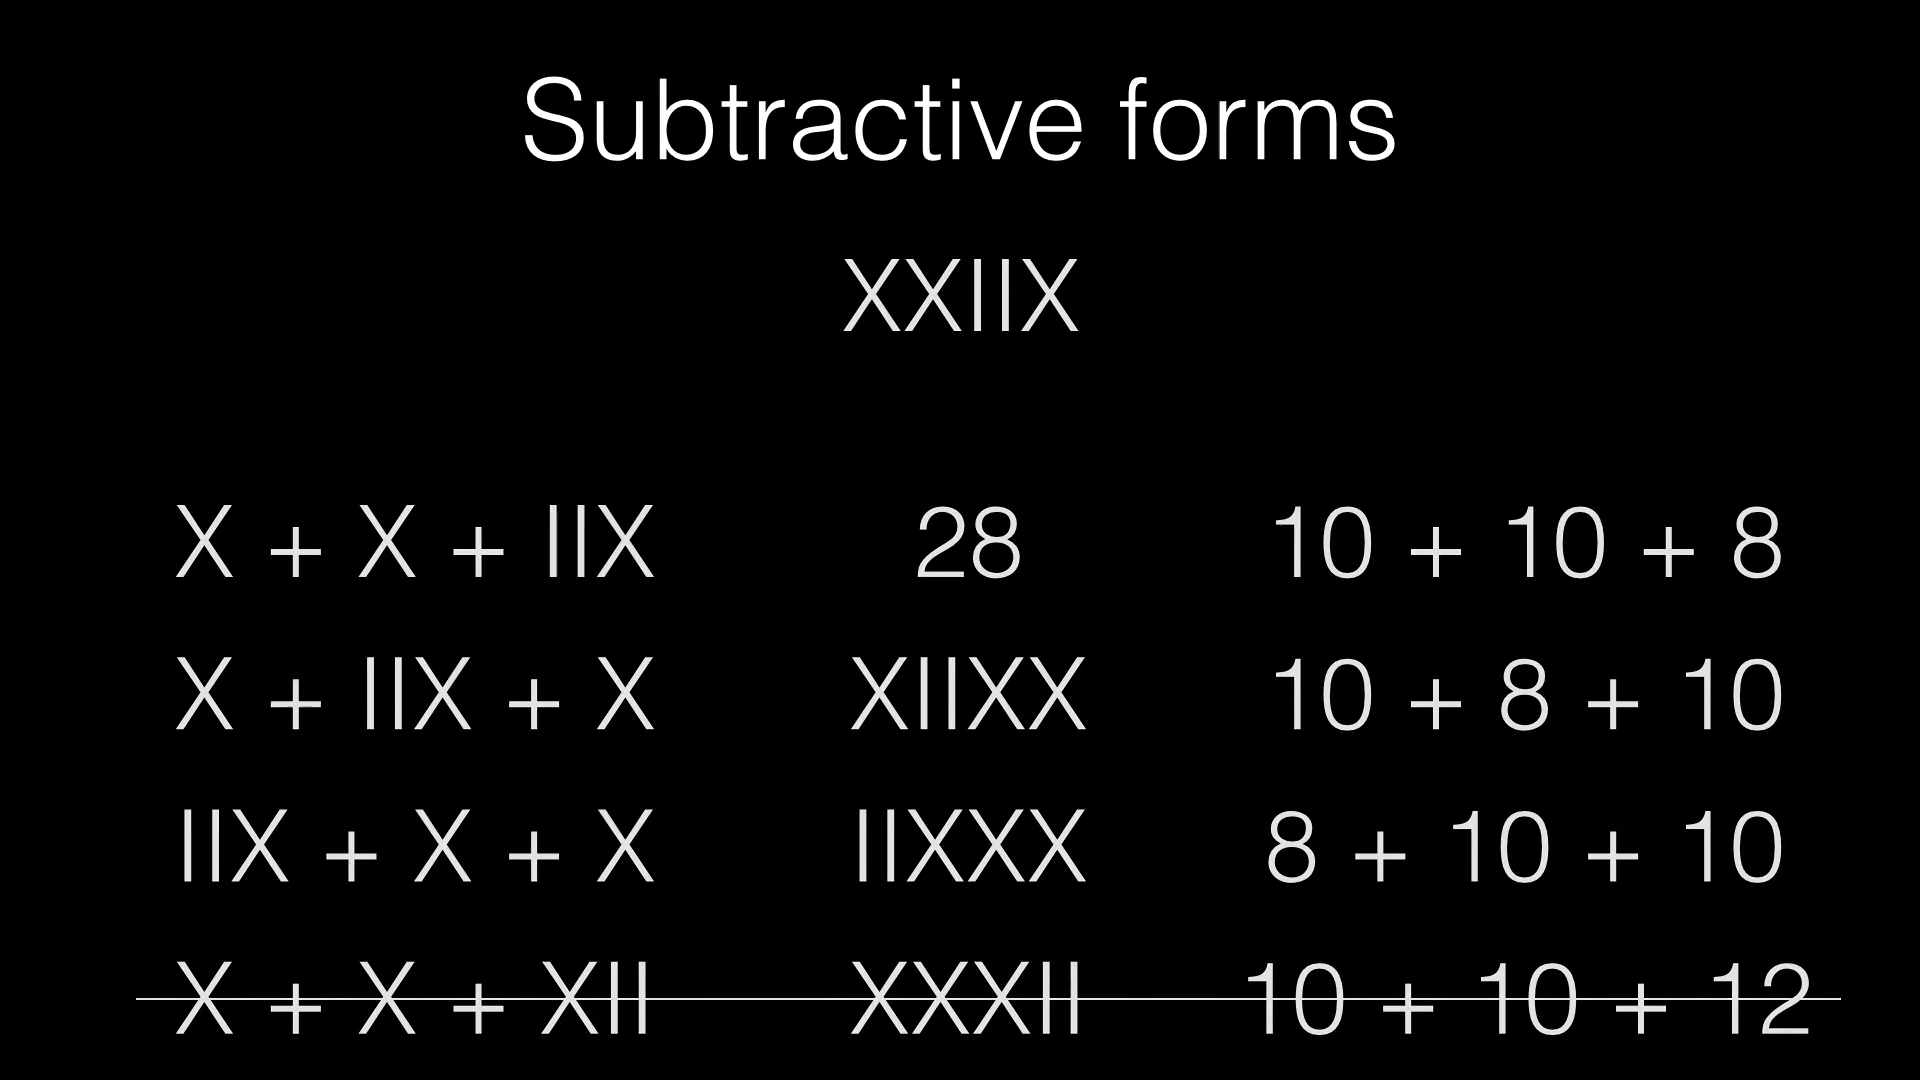 Subtractive forms
XXIIX
X + X + IIX 28 10 + 10 + 8
X + IIX + X XIIXX 10 + 8 + 10
IIX + X + X IIXXX 8 + 10 + 10
X + X + XII XXXII 10 + 10 + 12